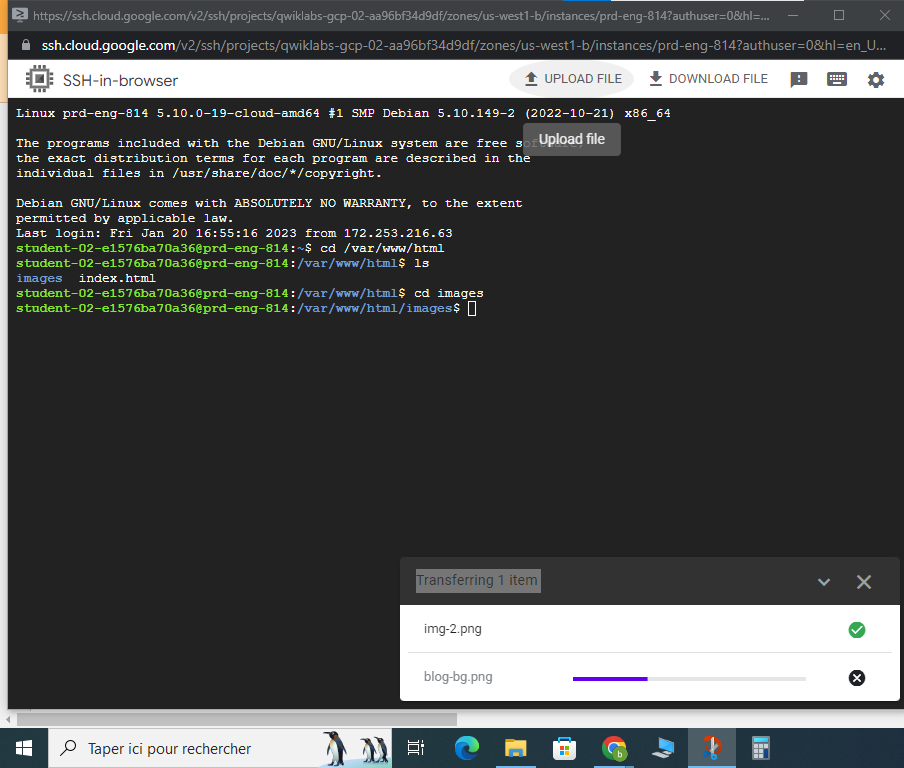 https://ssh.cloud.google.com/v2/ssh/projects/qwiklabs-gcp-02-aa96bf34d9df/zones/us-west1-b/instances/prd-eng-814?authuser=0&hl=...
ssh.cloud.google.com/v2/ssh/projects/qwiklabs-gcp-02-aa96bf34d9df/zones/us-west1-b/instances/prd-eng-814?authuser=0&hl=en_U...
SSH-in-browser
UPLOAD FILE
DOWNLOAD FILE
Linux prd-eng-814 5.10.0-19-cloud-amd64 #1 SMP Debian 5.10.149-2 (2022-10-21) x86_64
Upload file
The programs included with the Debian GNU/Linux system are free
the exact distribution terms for each program are described in the
individual files in /usr/share/doc/*/copyright.
Debian GNU/Linux comes with ABSOLUTELY NO WARRANTY, to the extent
permitted by applicable law.
Last login: Fri Jan 20 16:55:16 2023 from 172.253.216.63
student-02-e1576ba70a36@prd-eng-814:~$ cd /var/www/html
student-02-e1576ba70a36@prd-eng-814:/var/www/html$ ls
images  index.html
student-02-e1576ba70a36@prd-eng-814:/var/www/html$ cd images
student-02-e1576ba70a36@prd-eng-814:/var/www/html/images$
Transferring 1 item
img-2.png
blog-bg.png
Taper ici pour rechercher